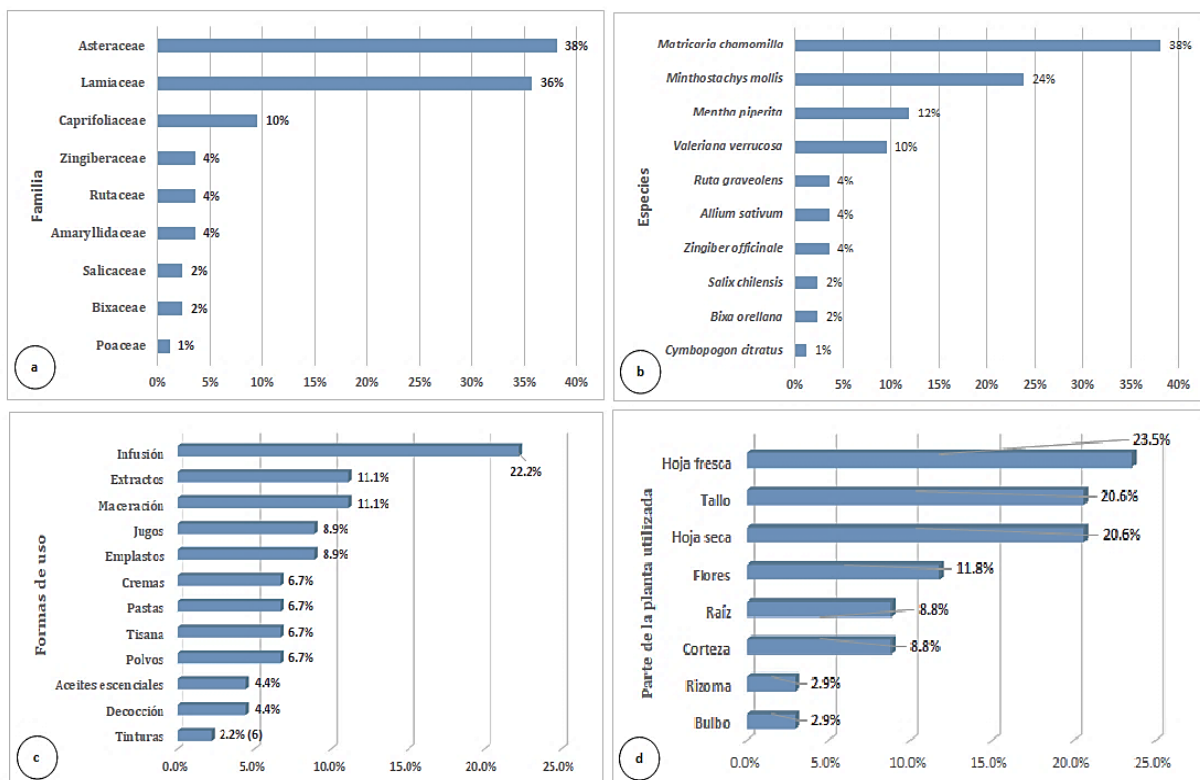 Familia
Asteraceae 38%
Lamiaceae 36%
Caprifoliaceae 10%
Zingiberaceae 4%
Rutaceae 4%
Amaryllidaceae 4%
Salicaceae 2%
Bixaceae 2%
Poaceae 1%
0% 5% 10% 15% 20% 25% 30% 35% 40%
a
Especies
Matricaria chamomilla 38%
Minthostachys mollis 24%
Mentha piperita 12%
Valeriana verrucosa 10%
Ruta graveolens 4%
Allium sativum 4%
Zingiber officinale 4%
Salix chilensis 2%
Bixa orellana 2%
Cymbopogon citratus 1%
0% 5% 10% 15% 20% 25% 30% 35% 40%
b
Formas de uso
Infusión 22.2%
Extractos 11.1%
Maceración 11.1%
Jugos 8.9%
Emplastos 8.9%
Cremas 6.7%
Pastas 6.7%
Tisana 6.7%
Polvos 6.7%
Aceites escenciales 4.4%
Decocción 4.4%
Tinturas 2.2% (6)
0.0% 5.0% 10.0% 15.0% 20.0% 25.0%
c
Parte de la planta utilizada
Hoja fresca 23.5%
Tallo 20.6%
Hoja seca 20.6%
Flores 11.8%
Raíz 8.8%
Corteza 8.8%
Rizoma 2.9%
Bulbo 2.9%
0.0% 5.0% 10.0% 15.0% 20.0% 25.0%
d